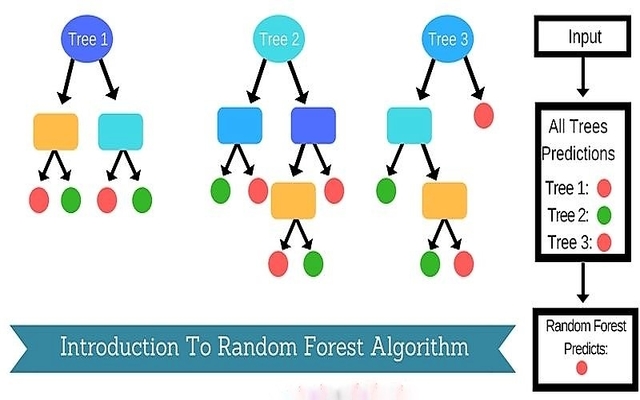 Tree 1
Tree 2
Tree 3
Input
All Trees
Predictions
Tree 1:
Tree 2:
Tree 3:
Random Forest
Predicts:
Introduction To Random Forest Algorithm